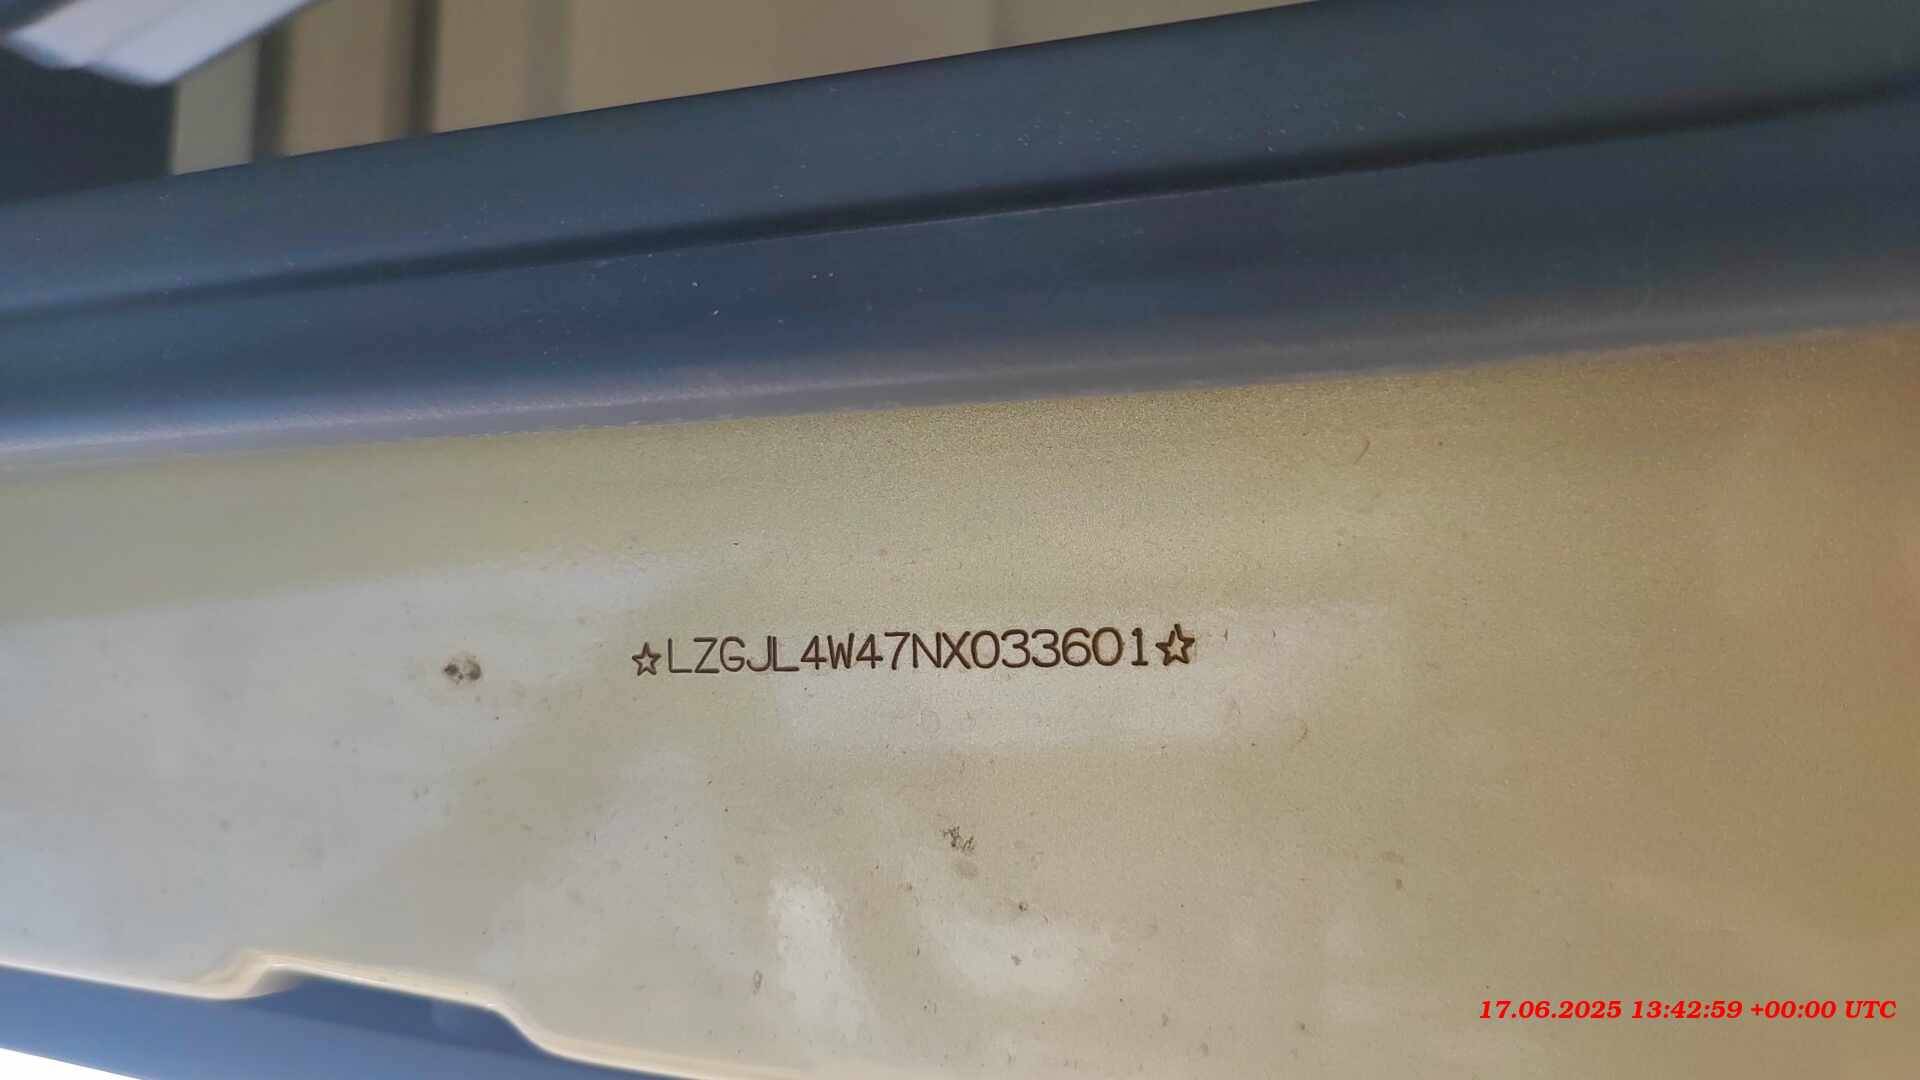 ☆LZGJL4W47NX033601☆
17.06.2025 13:42:59 +00:00 UTC